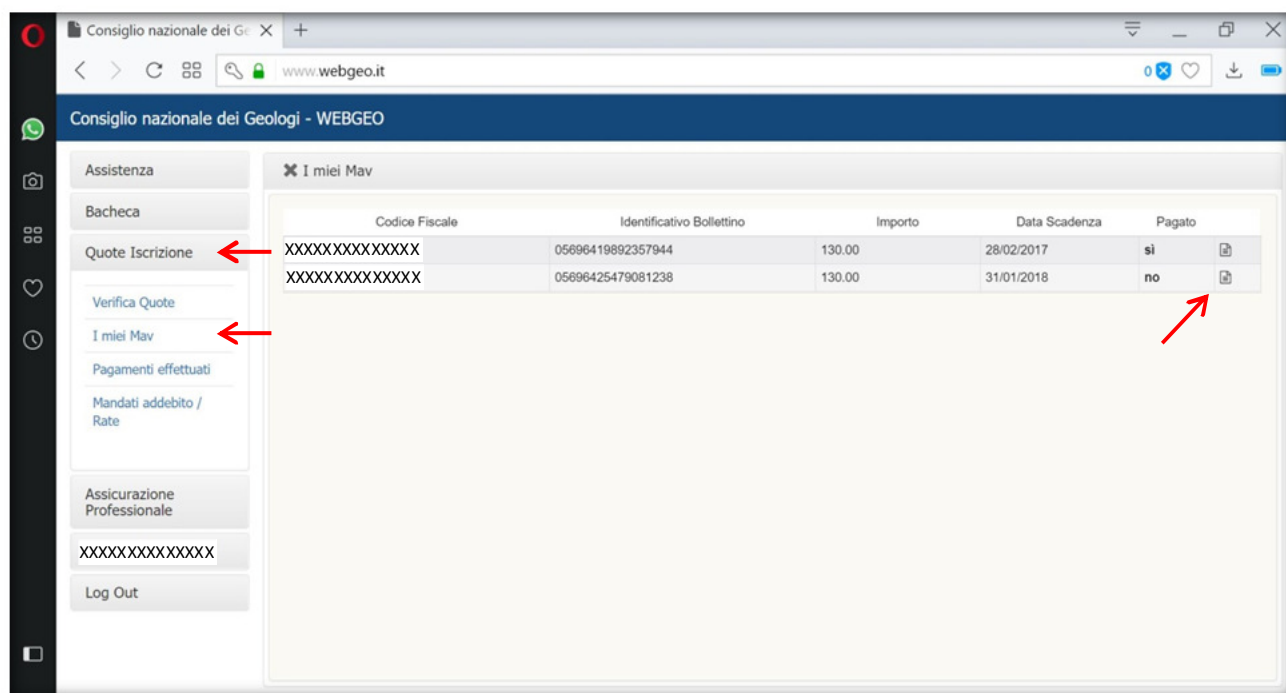 Consiglio nazionale dei Ge
www.webgeo.it
0
Consiglio nazionale dei Geologi - WEBGEO
Assistenza
Bacheca
Quote Iscrizione
Verifica Quote
I miei Mav
Pagamenti effettuati
Mandati addebito /
Rate
Assicurazione
Professionale
XXXXXXXXXXXXXX
Log Out
I miei Mav
Codice Fiscale Identificativo Bollettino Importo Data Scadenza Pagato
XXXXXXXXXXXXXX 05696419892357944 130.00 28/02/2017 sì
XXXXXXXXXXXXXX 05696425479081238 130.00 31/01/2018 no